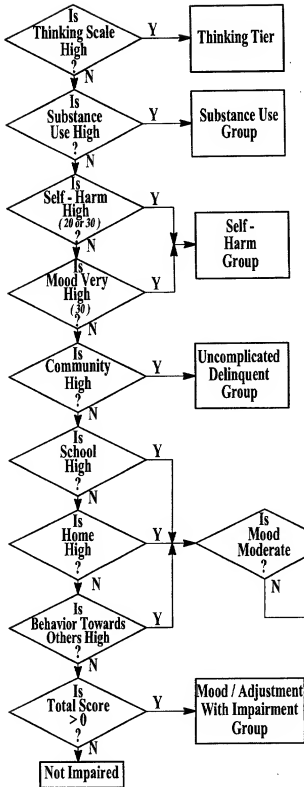 Is
Thinking Scale
High
?
Y
Thinking Tier
N
Is
Substance
Use High
?
Y
Substance Use
Group
N
Is
Self - Harm
High
(20 or 30)
?
Y
Self -
Harm
Group
N
Is
Mood Very
High
(30)
?
Y
N
Is
Community
High
?
Y
Uncomplicated
Delinquent
Group
N
Is
School
High
?
Y
N
Is
Home
High
?
Y
Is
Mood
Moderate
?
N
N
Is
Behavior Towards
Others High
?
Y
N
Is
Total Score
> 0
?
Y
Mood / Adjustment
With Impairment
Group
N
Not Impaired